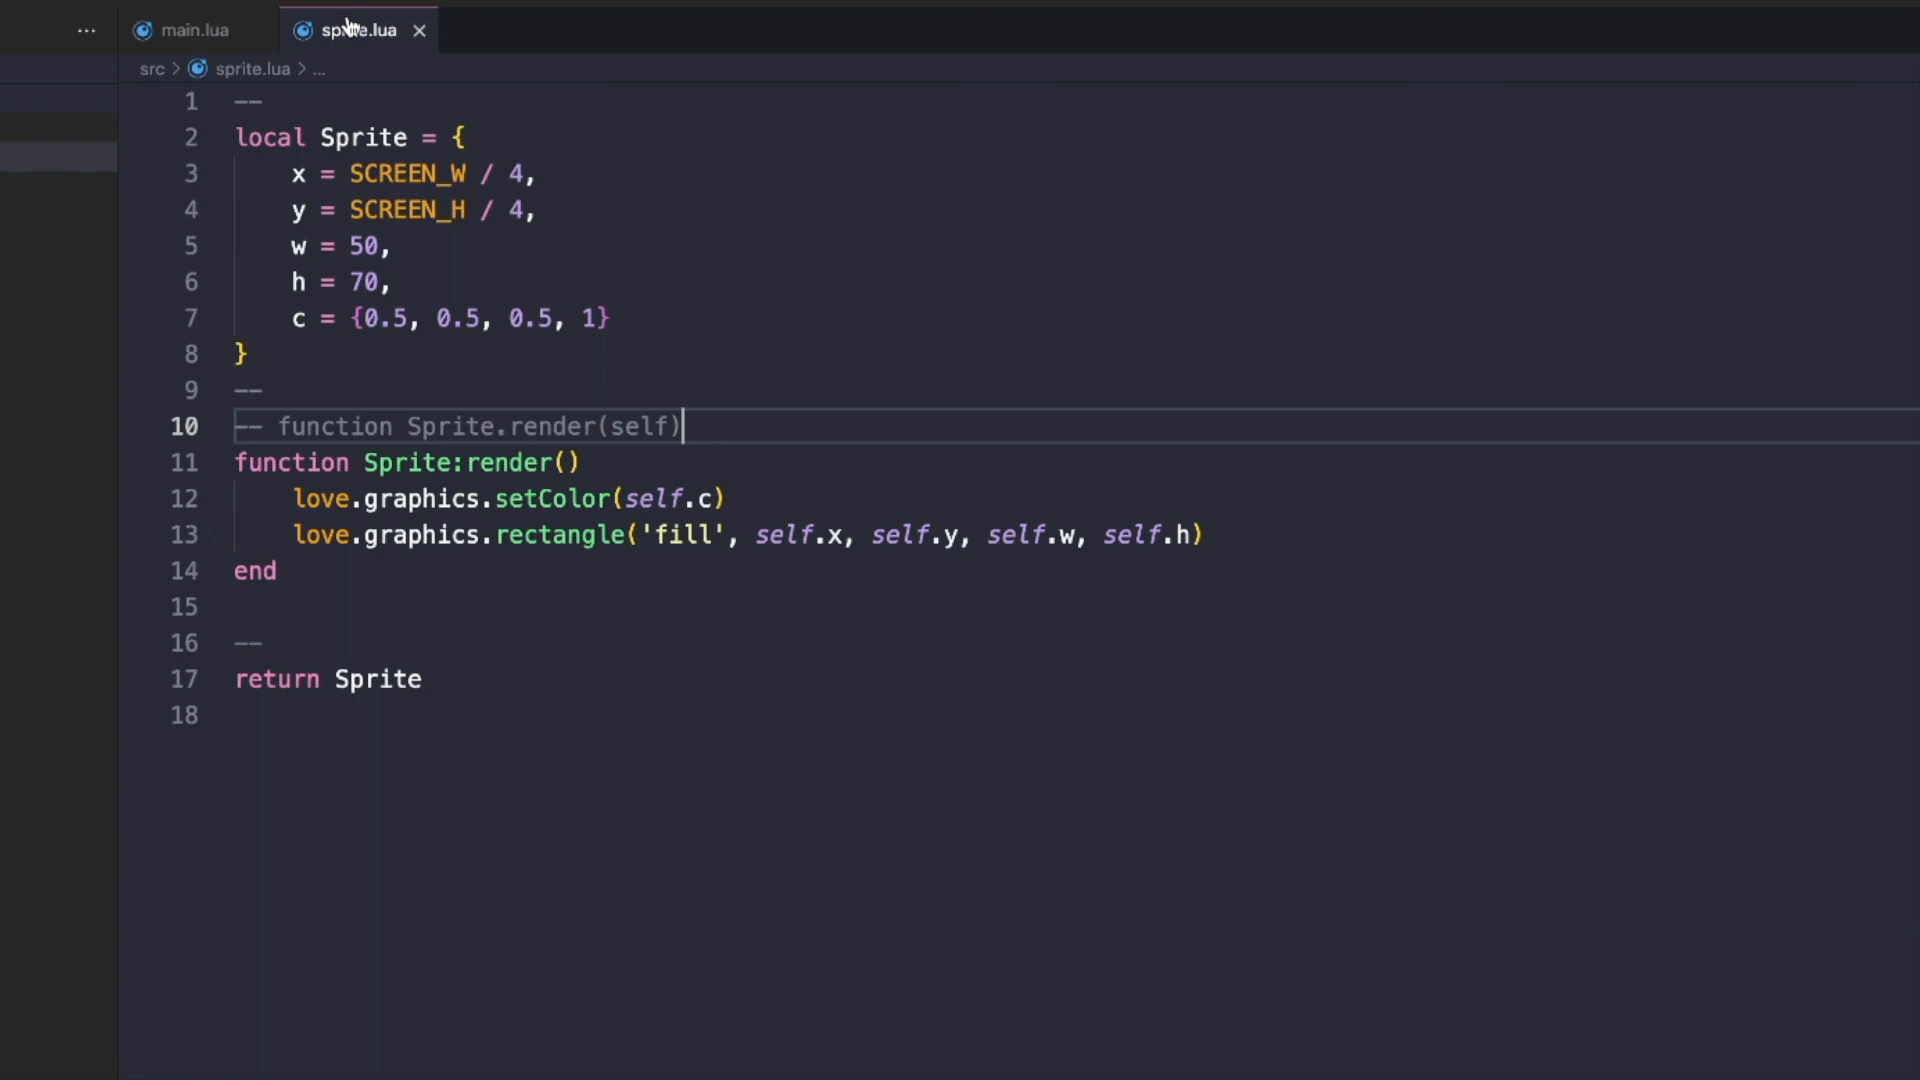 ··· main.lua sprite.lua ×
src > sprite.lua > ...
1 --
2 local Sprite = {
3     x = SCREEN_W / 4,
4     y = SCREEN_H / 4,
5     w = 50,
6     h = 70,
7     c = {0.5, 0.5, 0.5, 1}
8 }
9 --
10 -- function Sprite.render(self)
11 function Sprite:render()
12     love.graphics.setColor(self.c)
13     love.graphics.rectangle('fill', self.x, self.y, self.w, self.h)
14 end
15
16 --
17 return Sprite
18